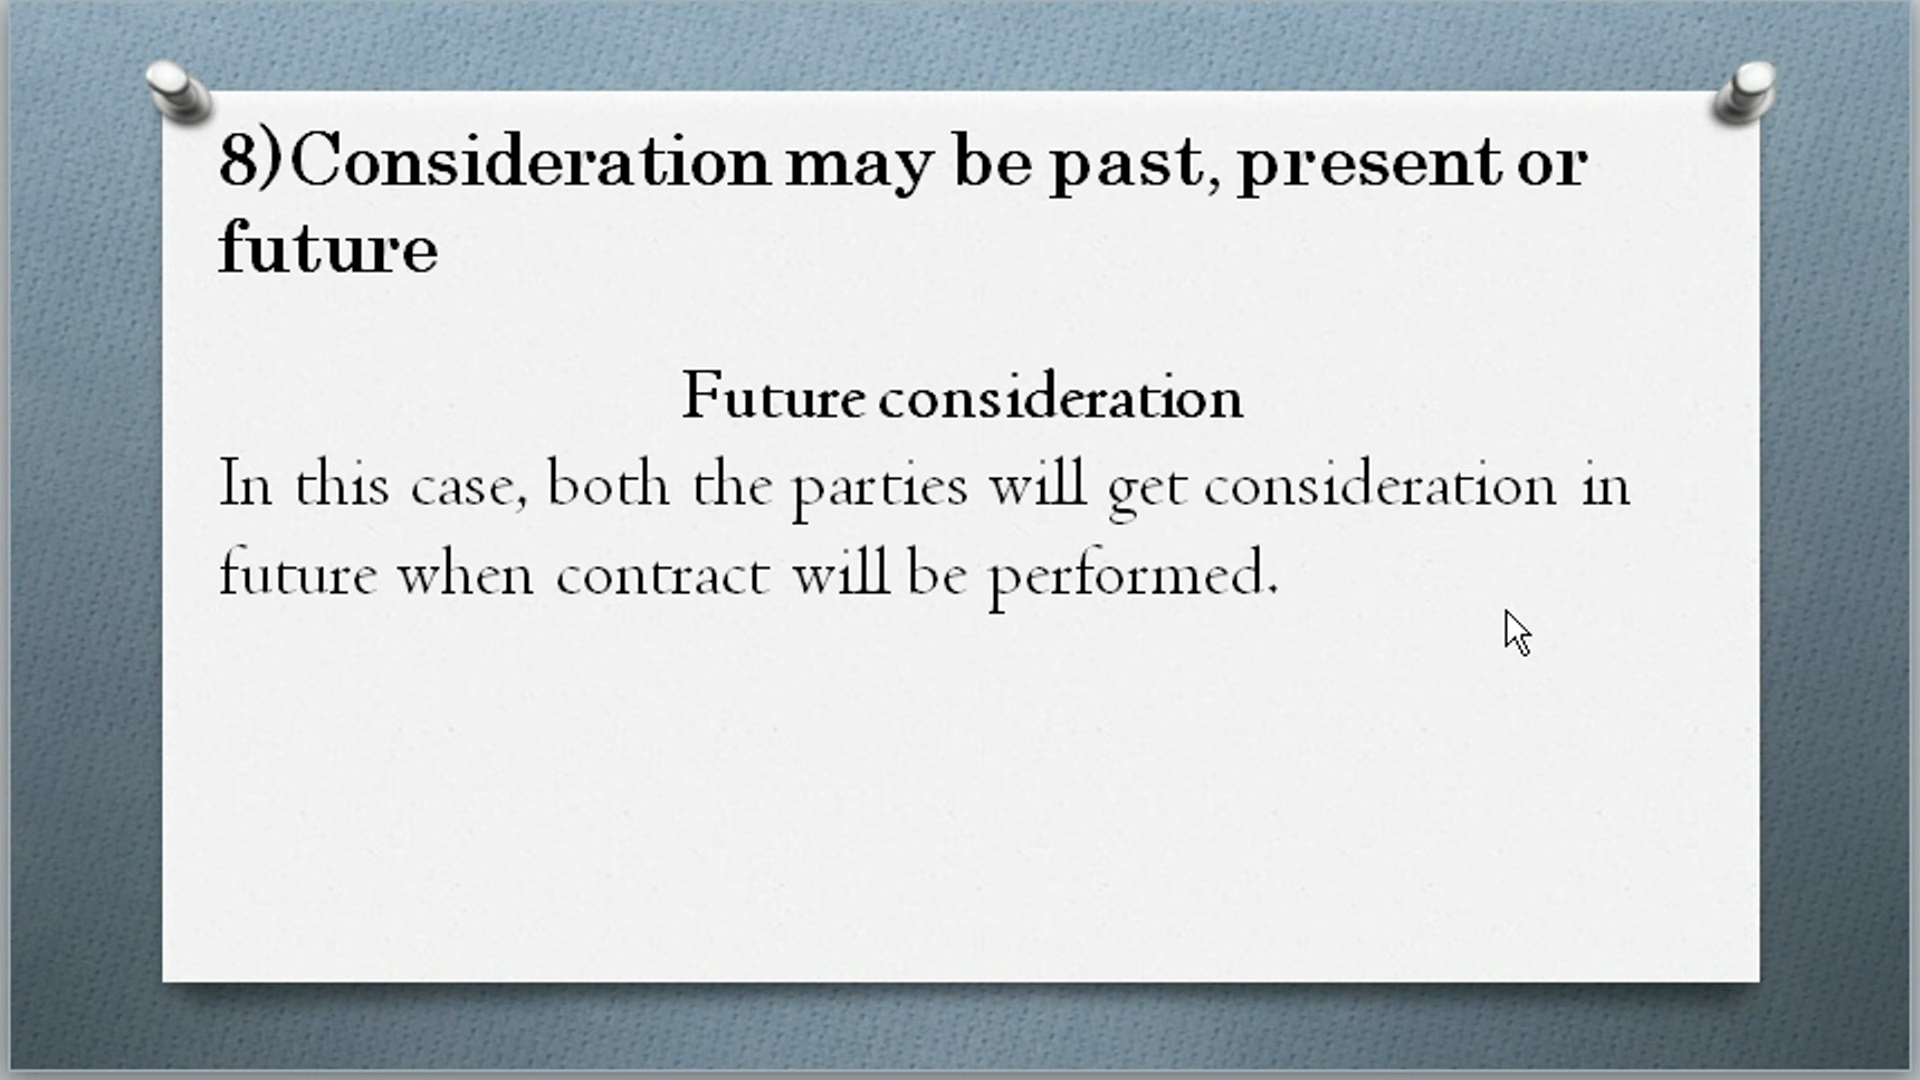 8)Consideration may be past, present or
future
Future consideration
In this case, both the parties will get consideration in
future when contract will be performed.